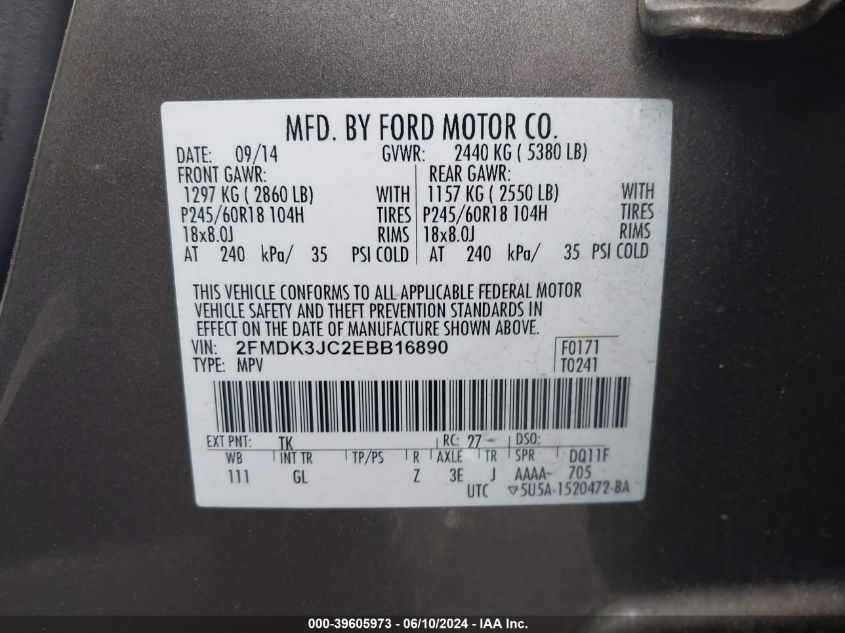 MFD. BY FORD MOTOR CO.
DATE: 09/14 GVWR: 2440 KG ( 5380 LB)
FRONT GAWR: REAR GAWR:
1297 KG ( 2860 LB) WITH 1157 KG ( 2550 LB) WITH
P245/60R18 104H TIRES P245/60R18 104H TIRES
18x8.0J RIMS 18x8.0J RIMS
AT 240 kPa/ 35 PSI COLD AT 240 kPa/ 35 PSI COLD
THIS VEHICLE CONFORMS TO ALL APPLICABLE FEDERAL MOTOR
VEHICLE SAFETY AND THEFT PREVENTION STANDARDS IN
EFFECT ON THE DATE OF MANUFACTURE SHOWN ABOVE.
VIN: 2FMDK3JC2EBB16890 F0171
TYPE: MPV T0241
EXT PNT: TK RC: 27 DSO:
WB INT TR TP/PS R AXLE TR SPR DQ11F
111 GL Z 3E J AAAA- 705
UTC ▽5U5A-1520472-BA
000-39605973 - 06/10/2024 - IAA Inc.